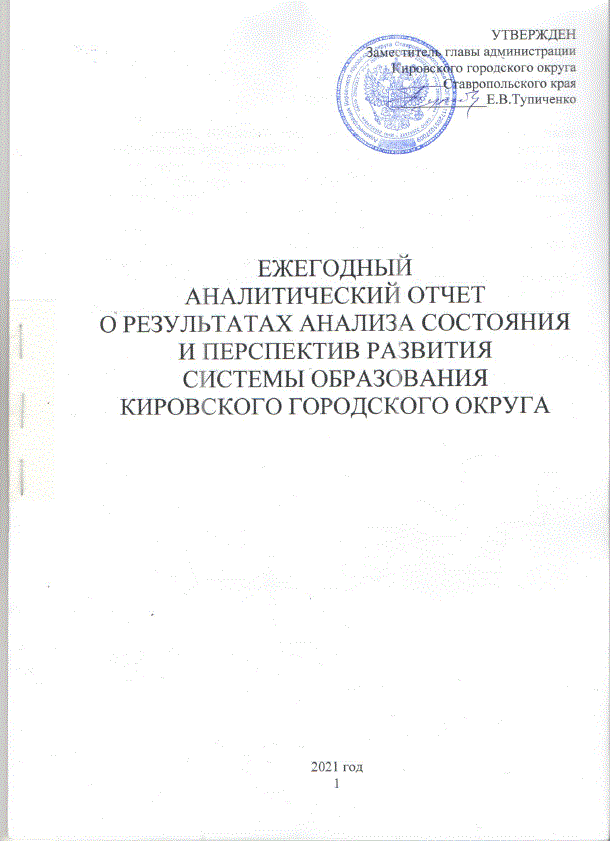 УТВЕРЖДЕН
Заместитель главы администрации
Кировского городского округа
Ставропольского края
Е.В.Тупиченко
ЕЖЕГОДНЫЙ
АНАЛИТИЧЕСКИЙ ОТЧЕТ
О РЕЗУЛЬТАТАХ АНАЛИЗА СОСТОЯНИЯ
И ПЕРСПЕКТИВ РАЗВИТИЯ
СИСТЕМЫ ОБРАЗОВАНИЯ
КИРОВСКОГО ГОРОДСКОГО ОКРУГА
2021 год
1